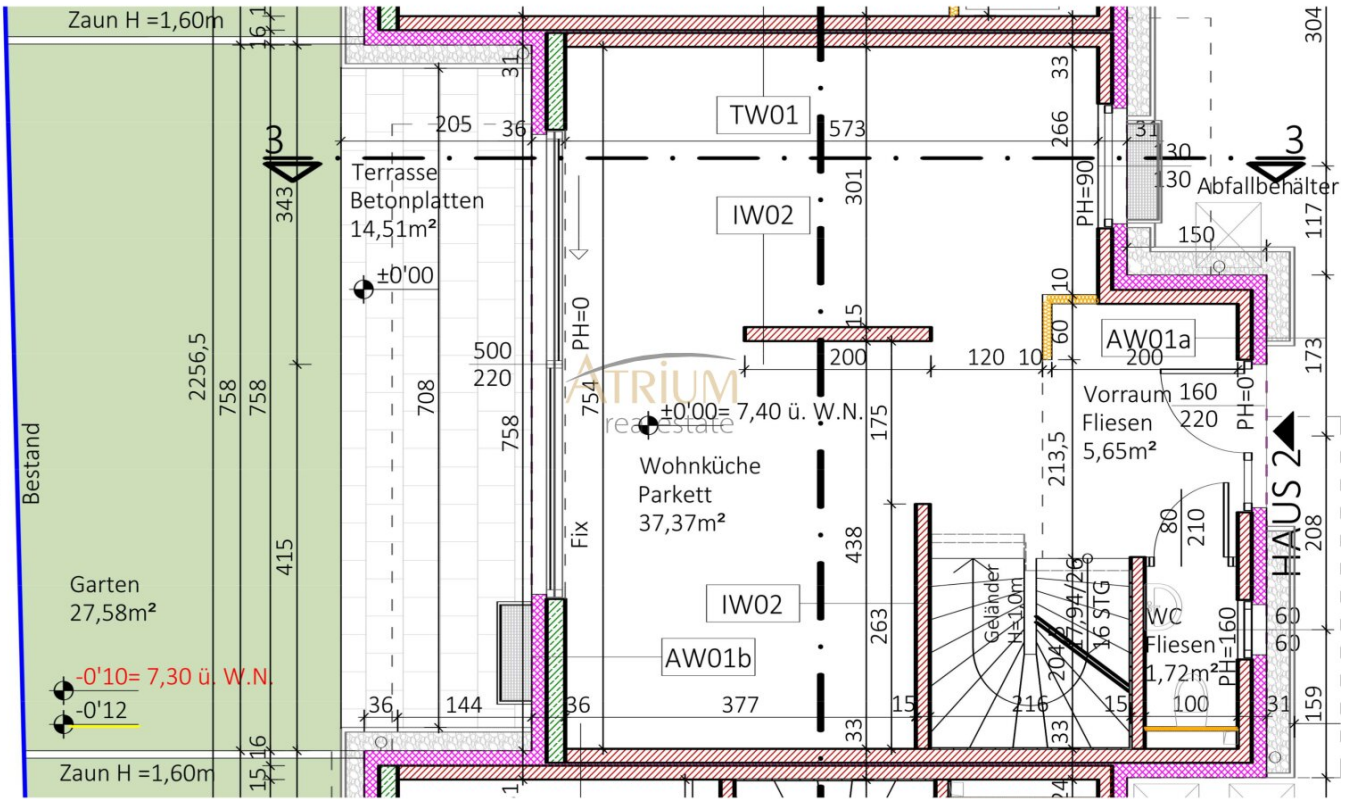 Zaun H =1,60m
16
1
31
33
304
TW01
3
205
36
573
266
31
130
130
3
Terrasse
Betonplatten
14,51m²
343
301
PH=90
Abfallbehälter
IW02
117
150
±0'00
10
PH=0
15
60
AW01a
173
2256,5
758
758
708
500
220
200
120
10
200
ATRIUM
real estate
754
±0'00= 7,40 ü. W.N.
175
Vorraum
Fliesen
5,65m²
160
220
PH=0
758
213,5
Bestand
Wohnküche
Parkett
37,37m²
HAUS 2
80
210
208
Fix
438
415
Garten
27,58m²
IW02
263
Geländer
H=1,0m
17,94/26
16 STG
WC
Fliesen
1,72m²
PH=160
60
60
AW01b
-0'10= 7,30 ü. W.N.
-0'12
36
144
36
377
15
216
15
100
31
159
33
33
16
Zaun H =1,60m
15
1
24